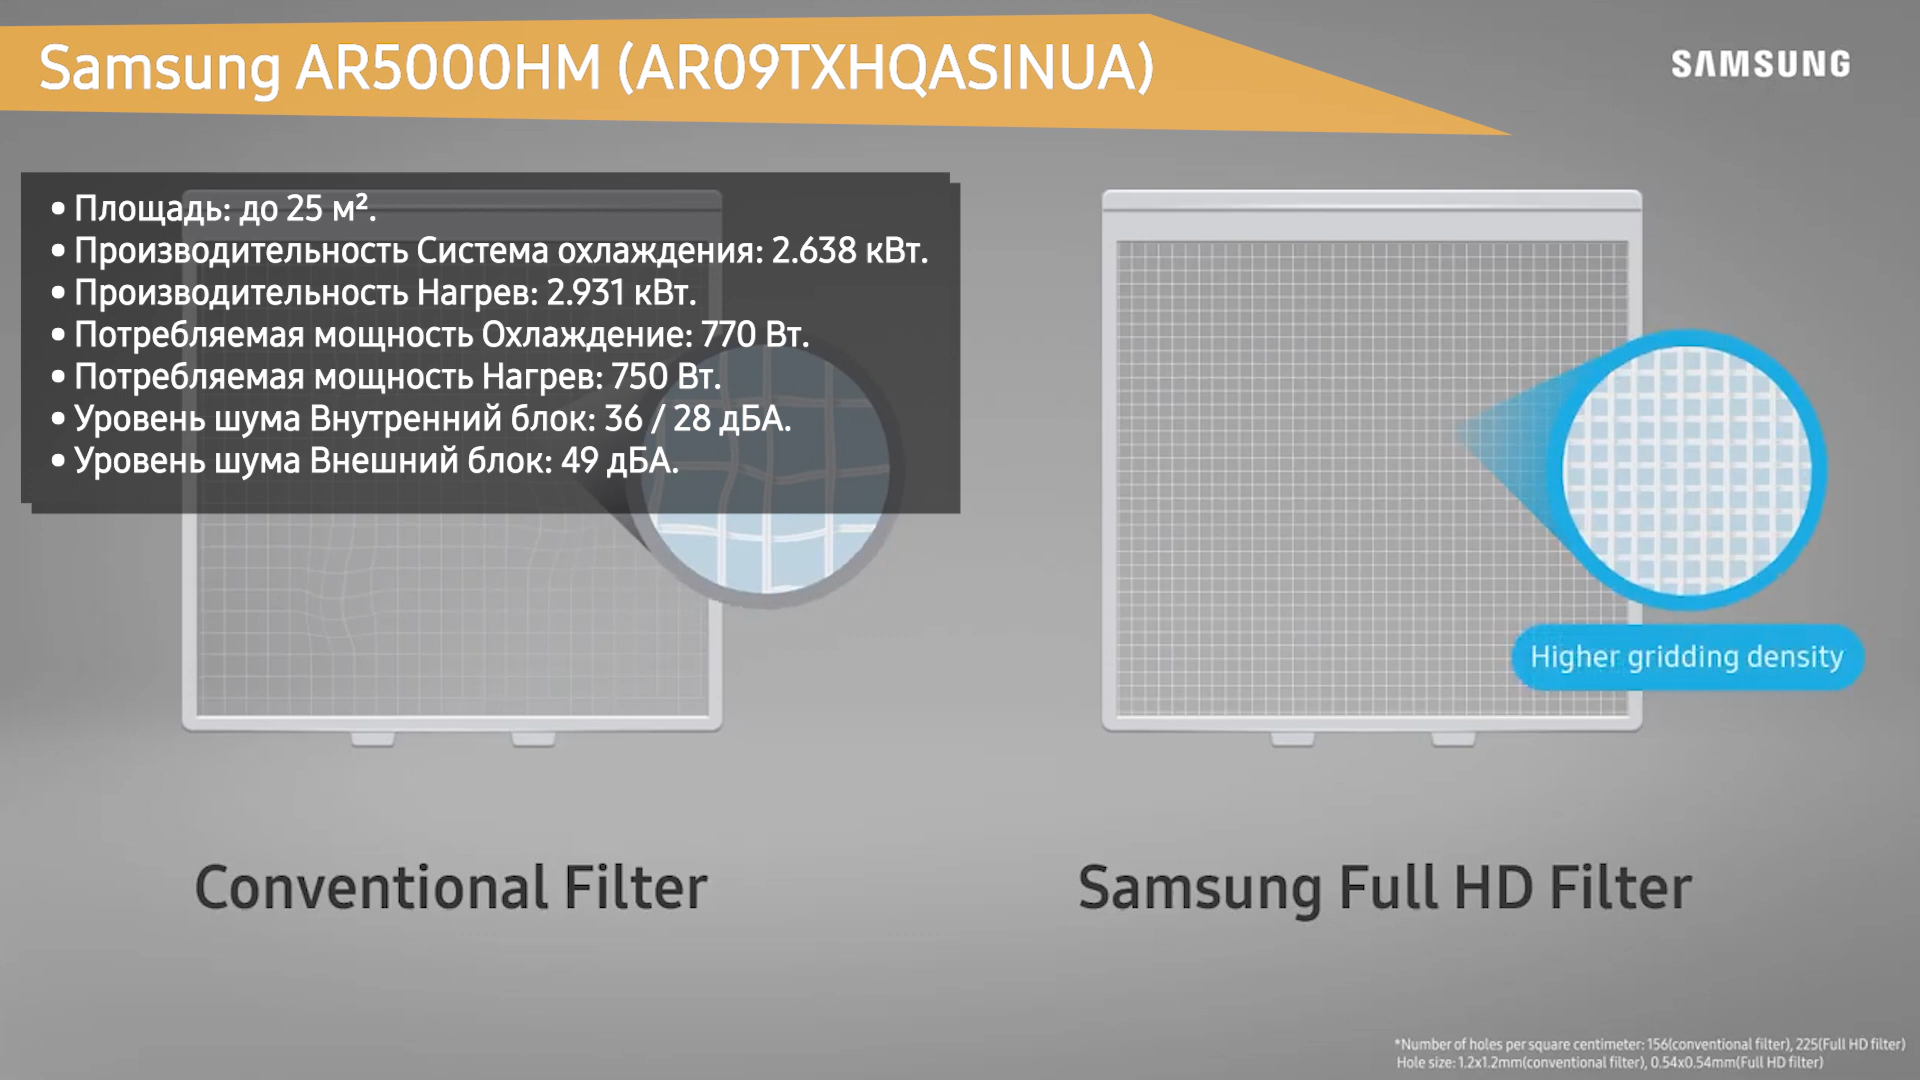 Samsung AR5000HM (AR09TXHQASINUA)
SAMSUNG
• Площадь: до 25 м².
• Производительность Система охлаждения: 2.638 кВт.
• Производительность Нагрев: 2.931 кВт.
• Потребляемая мощность Охлаждение: 770 Вт.
• Потребляемая мощность Нагрев: 750 Вт.
• Уровень шума Внутренний блок: 36 / 28 дБА.
• Уровень шума Внешний блок: 49 дБА.
Higher gridding density
Conventional Filter
Samsung Full HD Filter
*Number of holes per square centimeter: 156(conventional filter), 225(Full HD filter)
Hole size: 1.2x1.2mm(conventional filter), 0.54x0.54mm(Full HD filter)